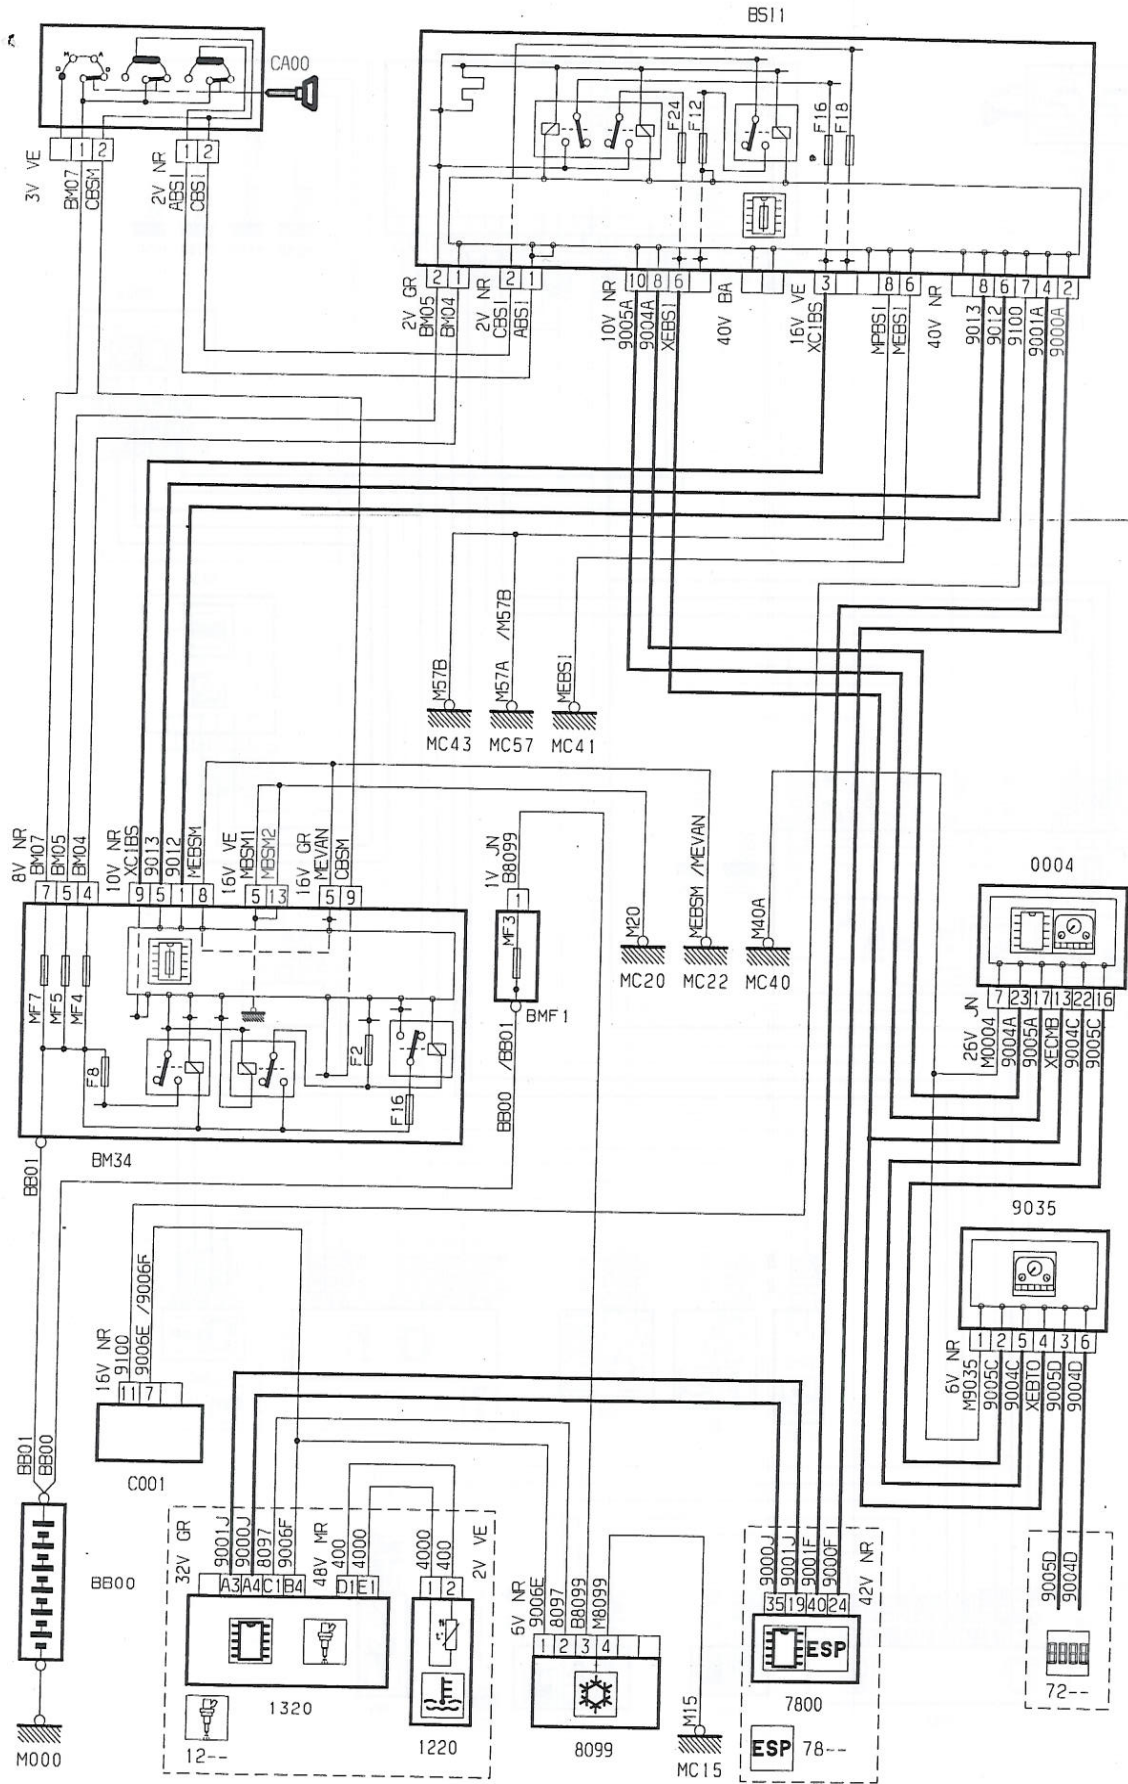 BSI1
CA00
M A
D
1 2
1 2
3V VE
BM07
CBSM
2V NR
ABSI
CBSI
F24
F12
F16
F18
2 1
2 1
10 8 6
3
8 6
8 6 7 4 2
2V GR
BM05
BM04
2V NR
CBSI
ABSI
10V NR
9005A
9004A
XEBSI
40V BA
16V VE
XC1BS
MPBSI
MEBSI
40V NR
9013
9012
9100
9001A
9000A
M57B
M57A /M57B
MEBSI
MC43
MC57
MC41
8V NR
BM07
BM05
BM04
10V NR
XC1BS
9013
9012
MEBSM
16V VE
MBSM1
MBSM2
16V GR
MEVAN
CBSM
7 5 4
9 5 1 8
5 13
5 9
1V JN
B8099
1
MF3
BMF1
MF7
MF5
MF4
F8
F2
F16
BM34
BB01
BB00 /BB01
M20
MEBSM /MEVAN
M40A
MC20
MC22
MC40
0004
7 23 17 13 22 16
26V JN
M0004
9004A
9005A
XECMB
9004C
9005C
9035
1 2 5 4 3 6
6V NR
M9035
9005C
9004C
XEBTO
9005D
9004D
16V NR
9100
9006E /9006F
11 7
C001
BB01
BB00
BB00
M000
32V GR
9001J
9000J
8097
9006F
48V MR
400
4000
A3 A4 C1 B4
D1 E1
1320
12--
4000
400
2V VE
1 2
t°
1220
6V NR
9006E
8097
B8099
M8099
1 2 3 4
8099
M15
MC15
9000J
9001J
9001F
9000F
42V NR
35 19 40 24
ESP
7800
ESP 78--
9005D
9004D
72--